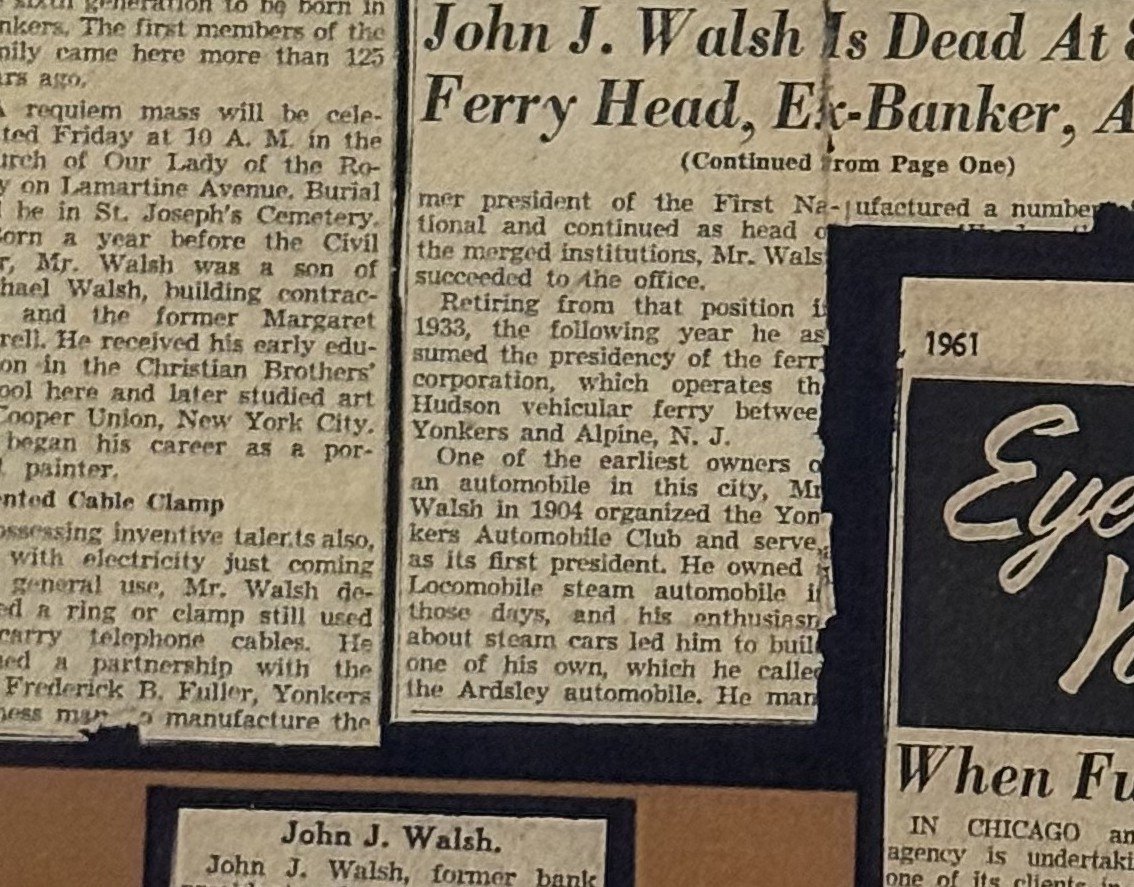 generation to be born in
nkers. The first members of the
mily came here more than 125
rs ago.
A requiem mass will be cele-
ted Friday at 10 A. M. in the
urch of Our Lady of the Ro-
y on Lamartine Avenue. Burial
l be in St. Joseph's Cemetery.
orn a year before the Civil
r, Mr. Walsh was a son of
hael Walsh, building contrac-
and the former Margaret
rell. He received his early edu-
on in the Christian Brothers'
ool here and later studied art
Cooper Union, New York City.
began his career as a por-
painter.
ented Cable Clamp
ossessing inventive talents also,
with electricity just coming
general use, Mr. Walsh de-
ed a ring or clamp still used
carry telephone cables. He
ed a partnership with the
Frederick B. Fuller, Yonkers
ness man to manufacture the
John J. Walsh Is Dead At 8
Ferry Head, Ex-Banker, A
(Continued from Page One)
mer president of the First Na-
tional and continued as head o
the merged institutions, Mr. Wals
succeeded to the office.
Retiring from that position i
1933, the following year he as
sumed the presidency of the ferr
corporation, which operates th
Hudson vehicular ferry betwee
Yonkers and Alpine, N. J.
One of the earliest owners o
an automobile in this city, Mr
Walsh in 1904 organized the Yon
kers Automobile Club and serve
as its first president. He owned
Locomobile steam automobile i
those days, and his enthusiasm
about steam cars led him to buil
one of his own, which he calle
the Ardsley automobile. He man
ufactured a number
John J. Walsh.
John J. Walsh, former bank
1961
Eye
When Fu
IN CHICAGO an
agency is undertaki
one of its clients